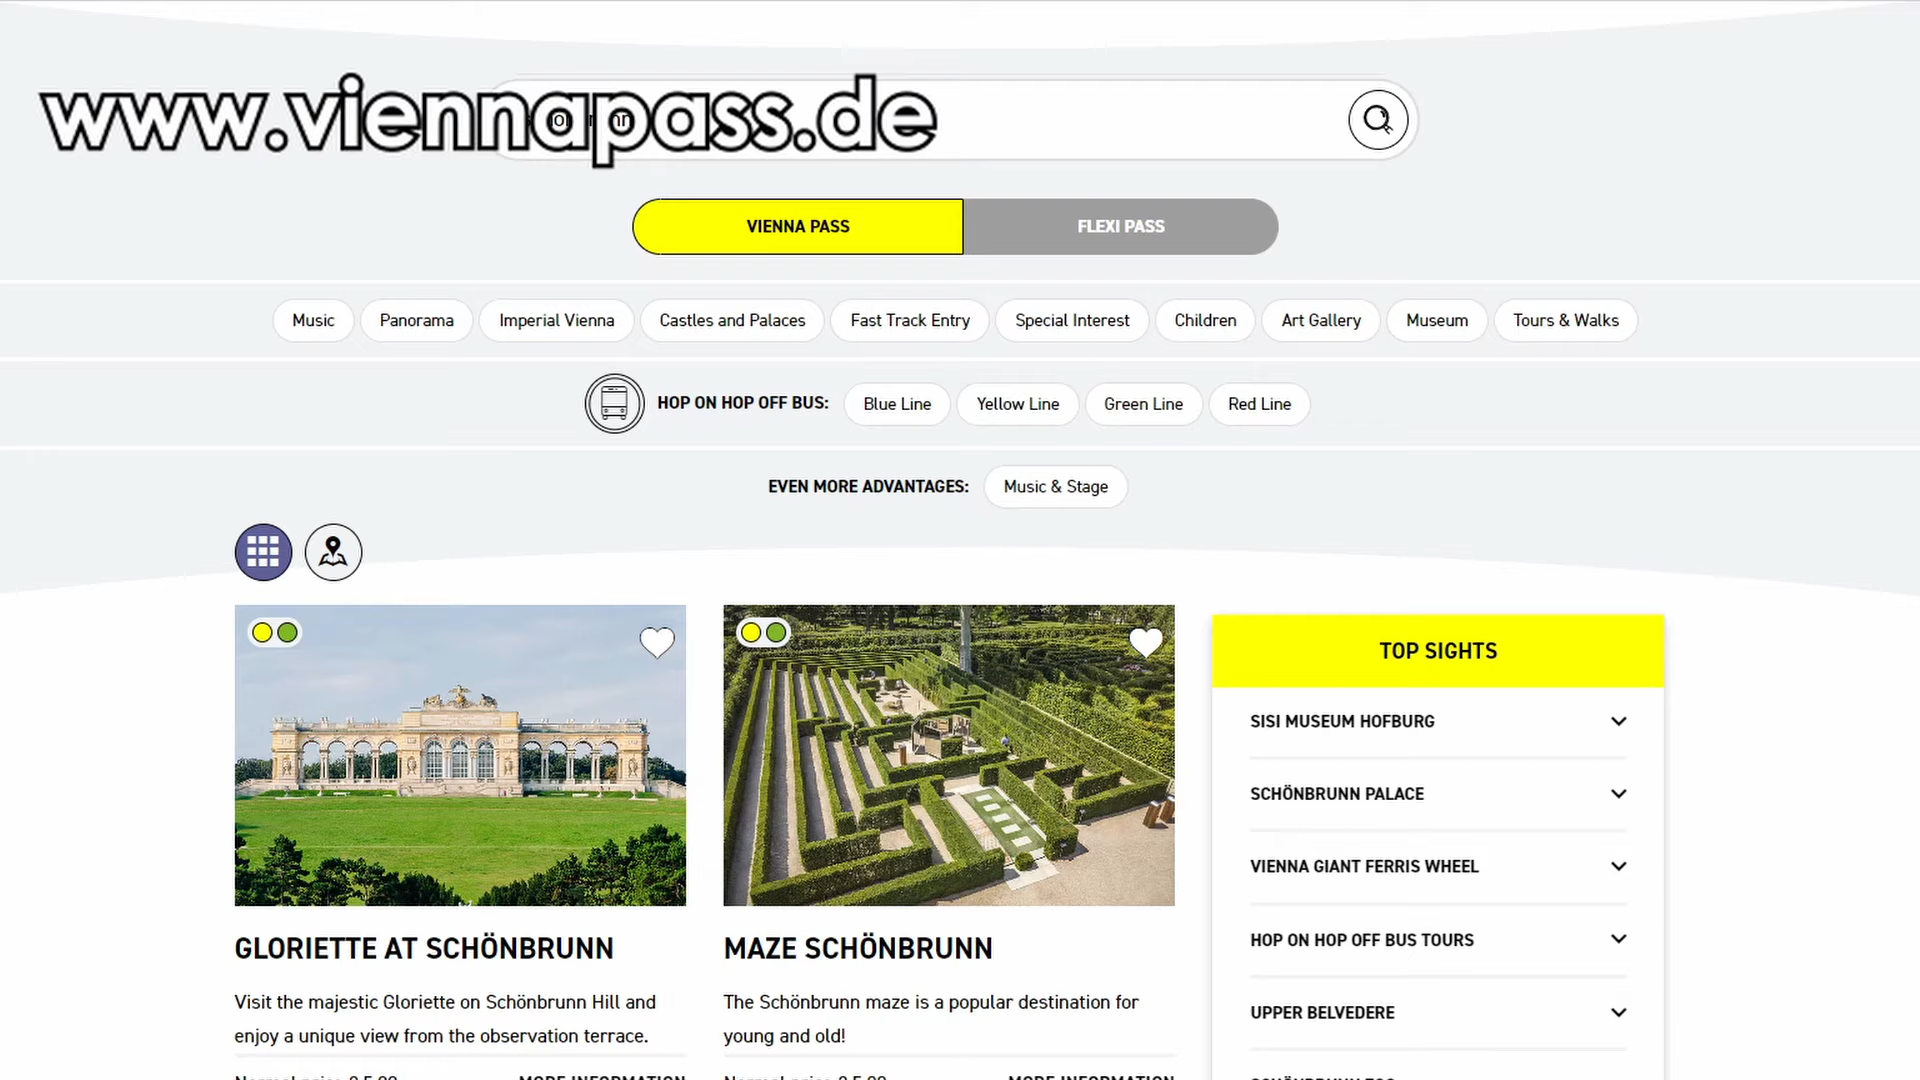 www.viennapass.de
VIENNA PASS
FLEXI PASS
Music
Panorama
Imperial Vienna
Castles and Palaces
Fast Track Entry
Special Interest
Children
Art Gallery
Museum
Tours & Walks
HOP ON HOP OFF BUS:
Blue Line
Yellow Line
Green Line
Red Line
EVEN MORE ADVANTAGES:
Music & Stage
GLORIETTE AT SCHÖNBRUNN
Visit the majestic Gloriette on Schönbrunn Hill and
enjoy a unique view from the observation terrace.
MORE INFORMATION
MAZE SCHÖNBRUNN
The Schönbrunn maze is a popular destination for
young and old!
MORE INFORMATION
TOP SIGHTS
SISI MUSEUM HOFBURG
SCHÖNBRUNN PALACE
VIENNA GIANT FERRIS WHEEL
HOP ON HOP OFF BUS TOURS
UPPER BELVEDERE